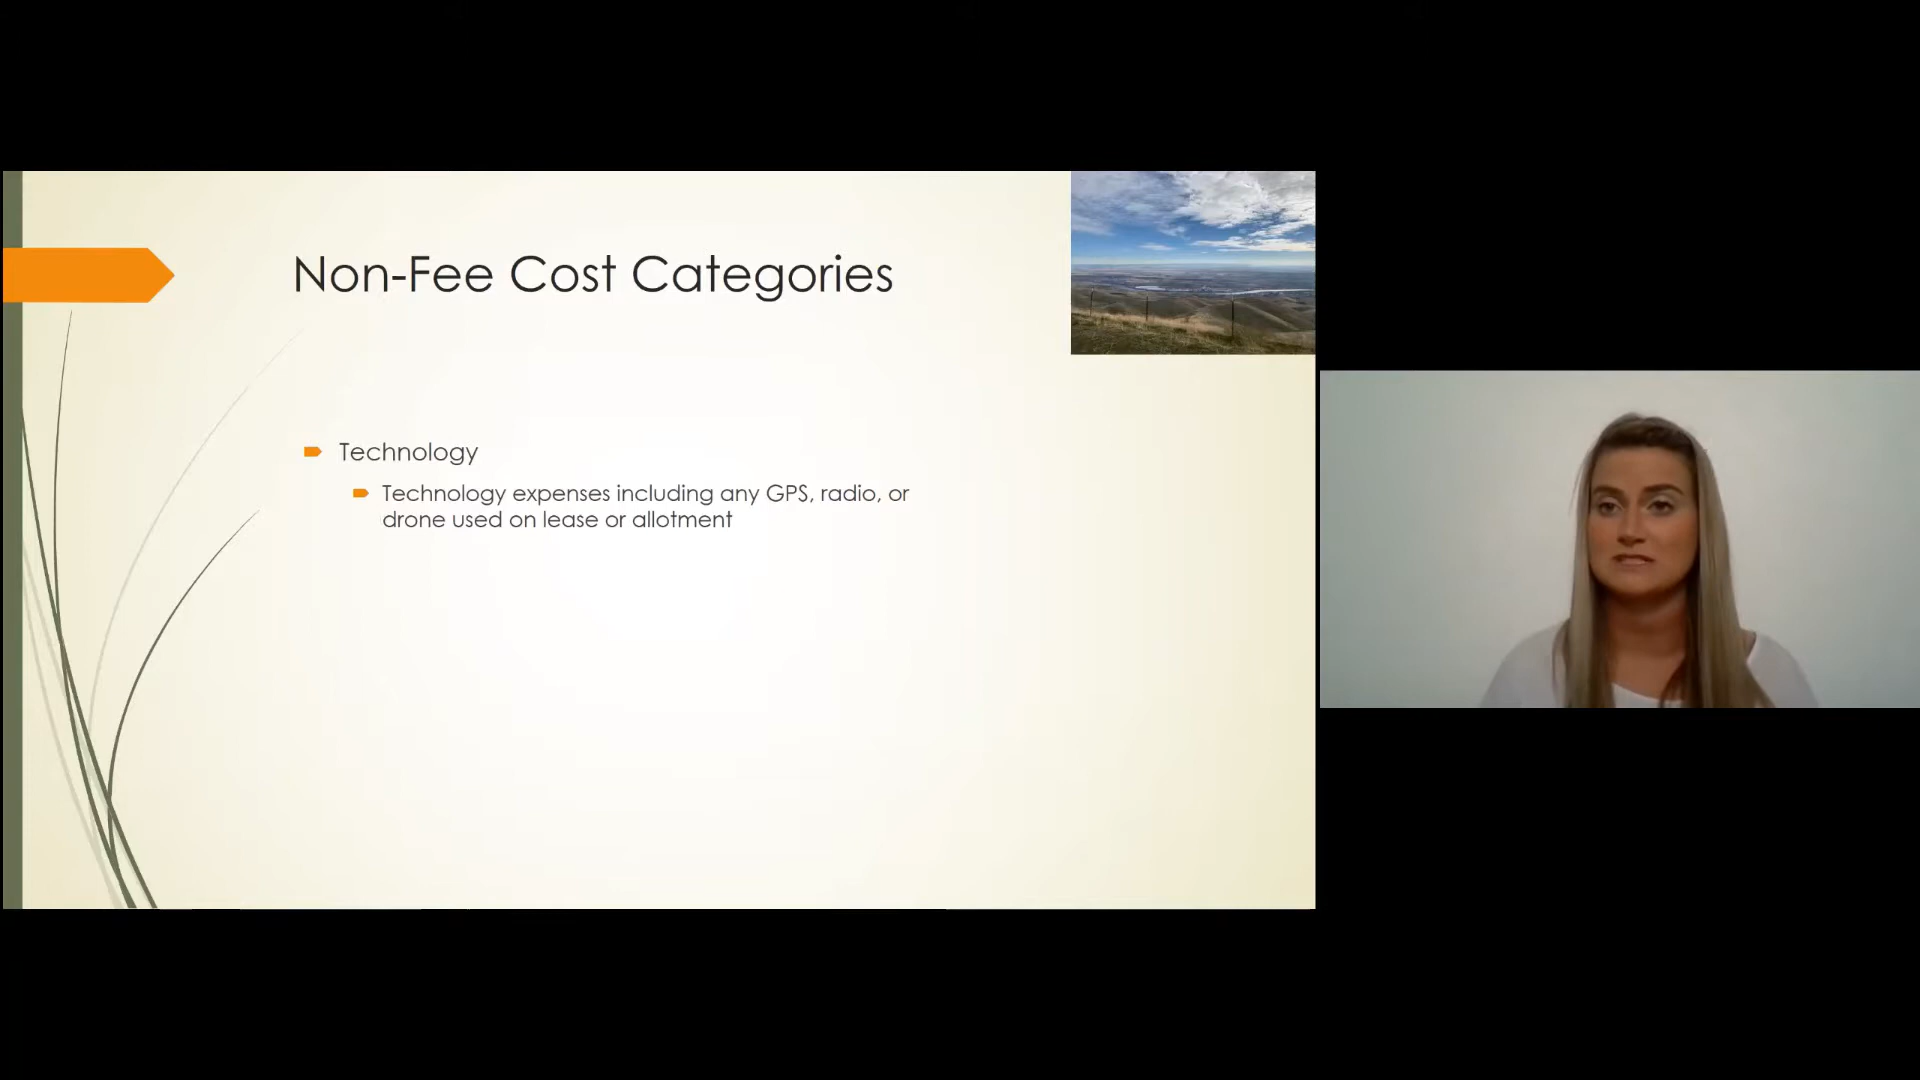 Non-Fee Cost Categories
Technology
Technology expenses including any GPS, radio, or
drone used on lease or allotment